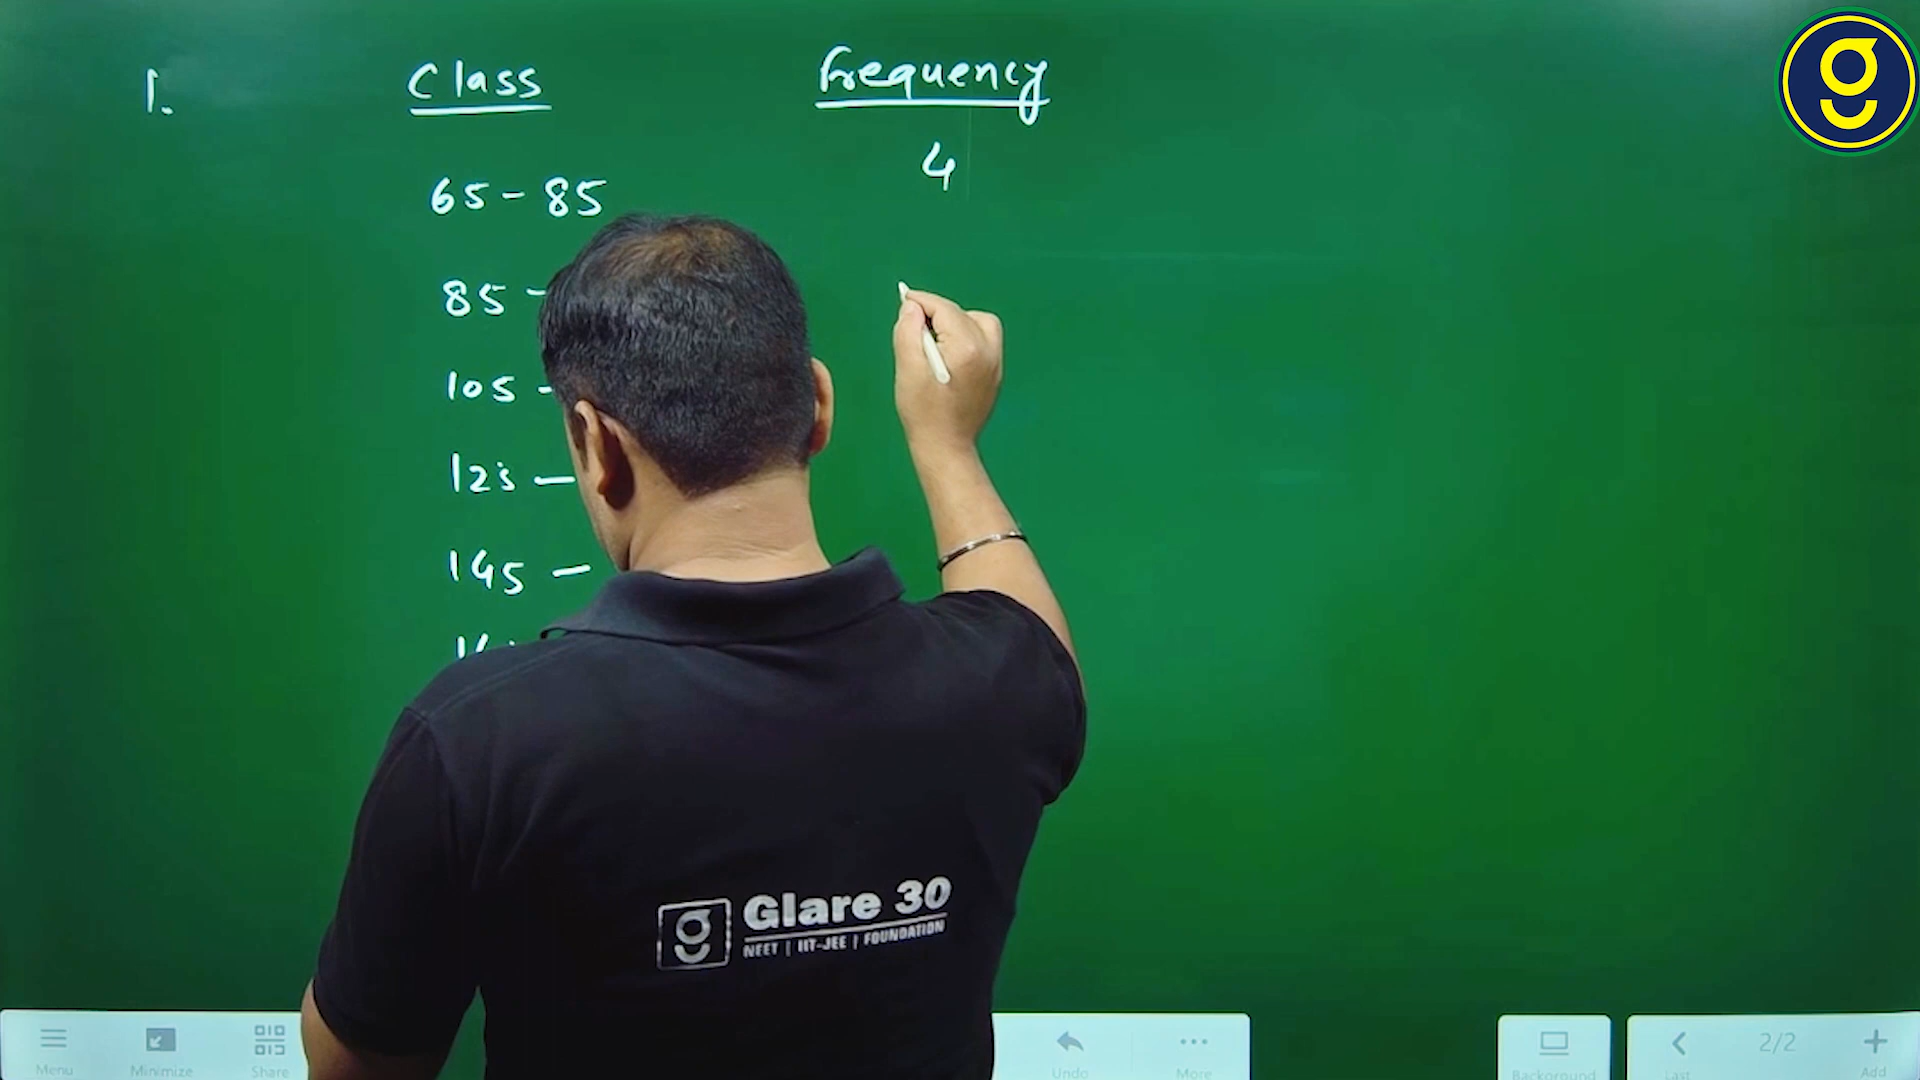 1. Class Frequency
4
65 - 85
85 -
105 -
125 -
145 -
Glare 30
NEET | IIT-JEE | FOUNDATION
Menu Minimize Share Undo More Background Last 2/2 Add